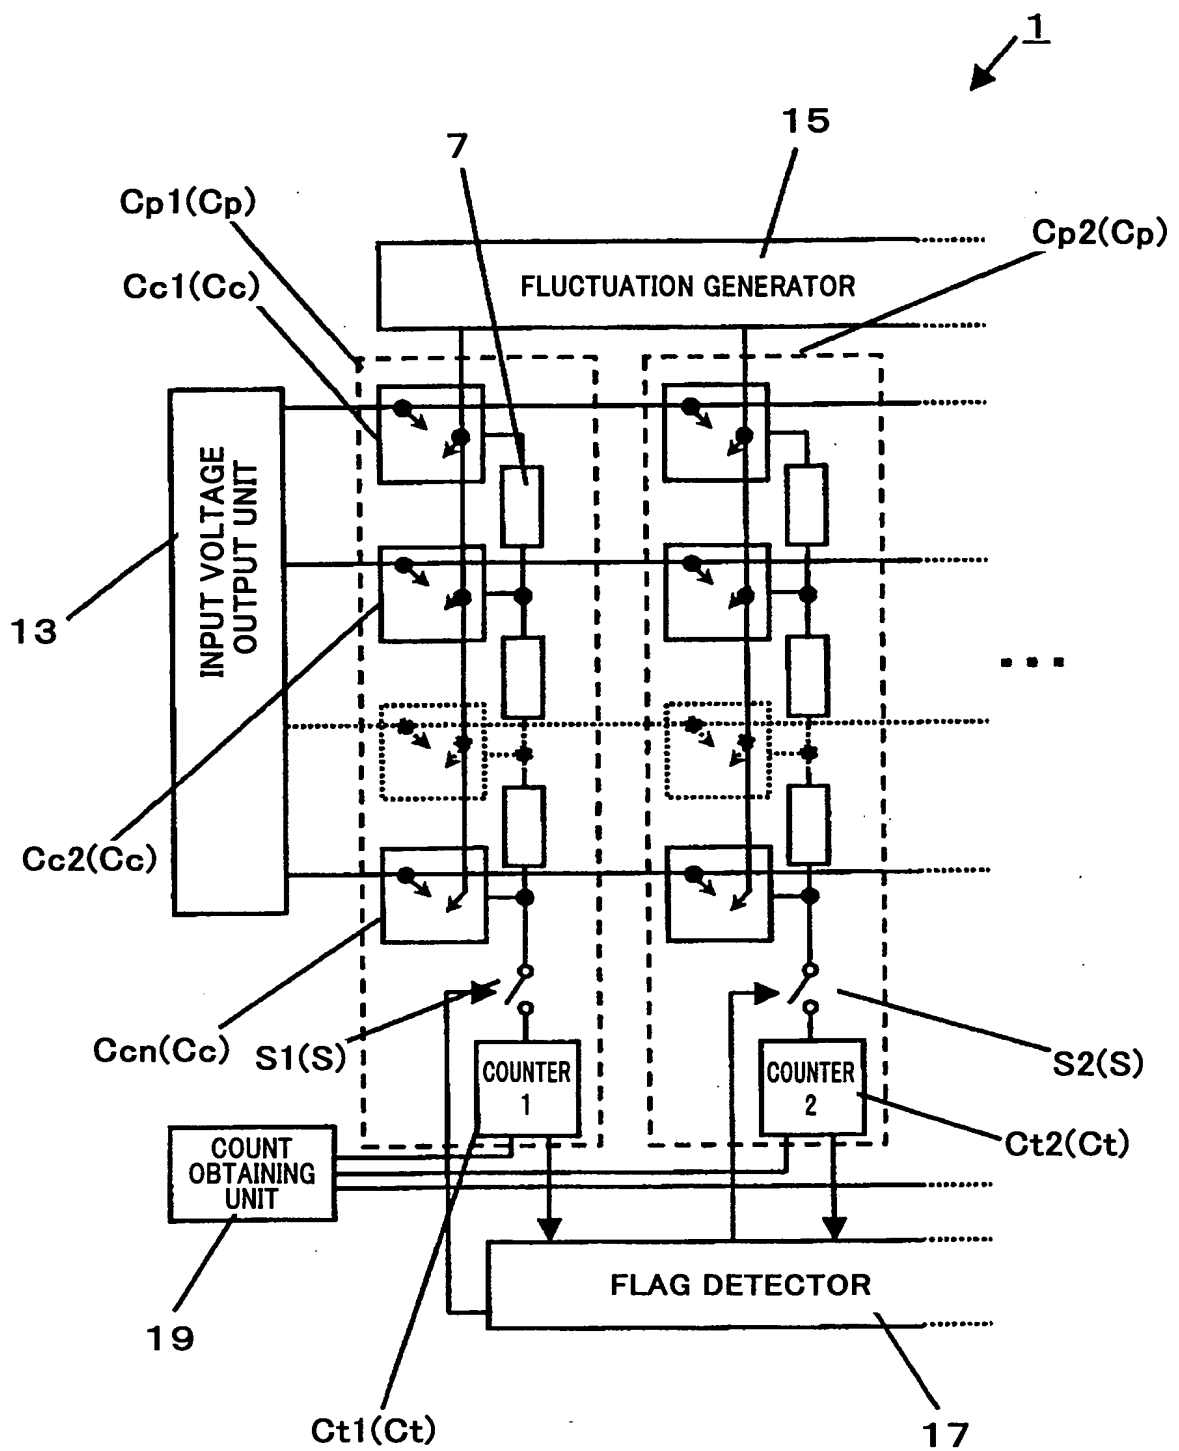 1
15
7
Cp1(Cp)
Cp2(Cp)
Cc1(Cc)
FLUCTUATION GENERATOR
INPUT VOLTAGE
OUTPUT UNIT
13
...
Cc2(Cc)
Ccn(Cc)
S1(S)
S2(S)
COUNTER
1
COUNTER
2
Ct2(Ct)
COUNT
OBTAINING
UNIT
FLAG DETECTOR
19
Ct1(Ct)
17